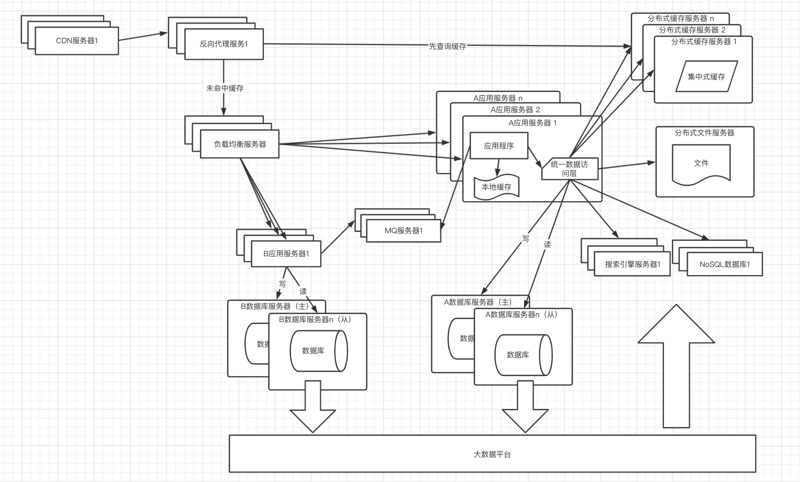 CDN服务器1
反向代理服务1
先查询缓存
分布式缓存服务器 n
分布式缓存服务器 2
分布式缓存服务器 1
集中式缓存
未命中缓存
负载均衡服务器
A应用服务器 n
A应用服务器 2
A应用服务器 1
应用程序
本地缓存
统一数据访
问层
分布式文件服务器
文件
MQ服务器1
B应用服务器1
写
读
写
读
搜索引擎服务器1
NoSQL数据库1
B数据库服务器（主）
数据
B数据库服务器n（从）
数据库
A数据库服务器（主）
数据
A数据库服务器n（从）
数据库
大数据平台